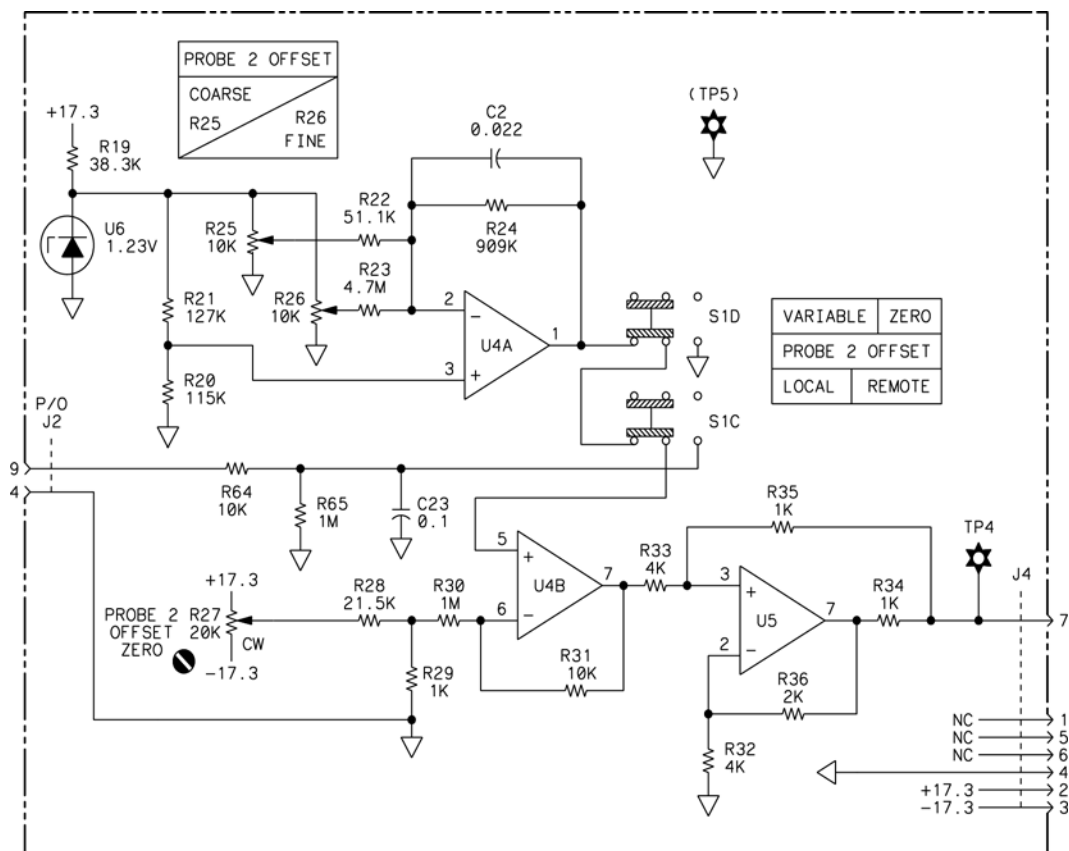 PROBE 2 OFFSET
COARSE
R25
R26
FINE
+17.3
R19
38.3K
U6
1.23V
R25
10K
R22
51.1K
C2
0.022
R24
909K
(TP5)
R23
4.7M
R21
127K
R26
10K
2
-
U4A
1
3
+
R20
115K
S1D
S1C
VARIABLE
ZERO
PROBE 2 OFFSET
LOCAL
REMOTE
P/O
J2
9
4
R64
10K
R65
1M
C23
0.1
R35
1K
TP4
J4
5
+
U4B
7
6
-
R33
4K
3
+
U5
7
2
-
R34
1K
7
+17.3
PROBE 2
OFFSET
ZERO
R27
20K
CW
-17.3
R28
21.5K
R30
1M
R29
1K
R31
10K
R36
2K
R32
4K
NC
1
NC
5
NC
6
4
+17.3
2
-17.3
3